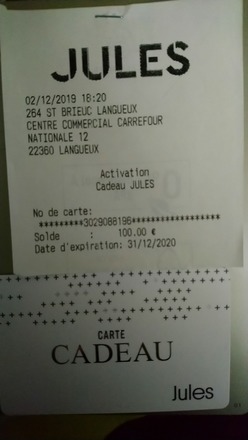 JULES
02/12/2019 18:20
264 ST BRIEUC LANGUEUX
CENTRE COMMERCIAL CARREFOUR
NATIONALE 12
22360 LANGUEUX
Activation
Cadeau JULES
No de carte:
*********3029088198******************
Solde : 100,00 €
Date d'expiration: 31/12/2020
CARTE
CADEAU
Jules